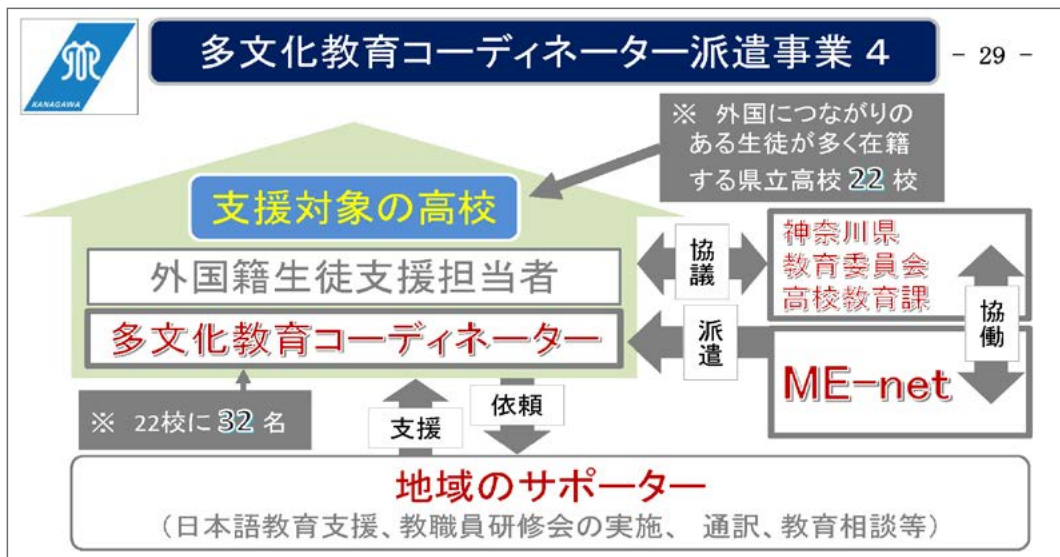 KANAGAWA
多文化教育コーディネーター派遣事業 4
- 29 -
※ 外国につながりの
ある生徒が多く在籍
する県立高校 22 校
支援対象の高校
外国籍生徒支援担当者
協議
神奈川県
教育委員会
高校教育課
協働
多文化教育コーディネーター
派遣
ME-net
※ 22校に 32 名
支援
依頼
地域のサポーター
（日本語教育支援、教職員研修会の実施、 通訳、教育相談等）